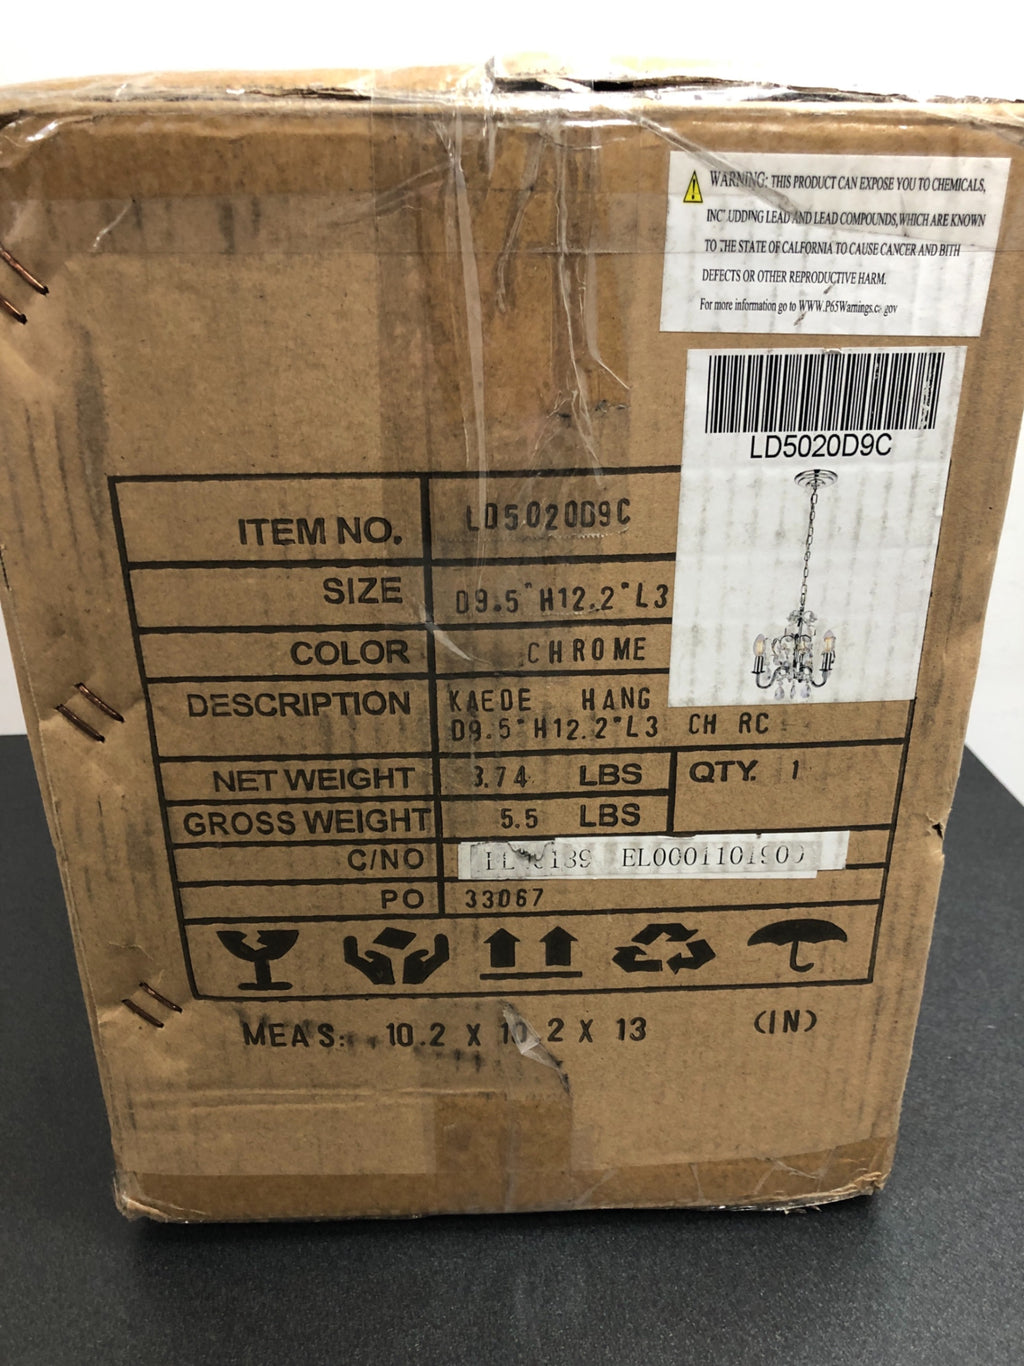 WARNING: THIS PRODUCT CAN EXPOSE YOU TO CHEMICALS,
INC UDDING LEAD AND LEAD COMPOUNDS, WHICH ARE KNOWN
TO THE STATE OF CALFORNIA TO CAUSE CANCER AND BITH
DEFECTS OR OTHER REPRODUCTIVE HARM.
For more information go to WWW.P65Warnings.ca.gov
LD5020D9C
ITEM NO. LD5020D9C
SIZE D9.5"H12.2"L3
COLOR CHROME
DESCRIPTION KAEDE HANG
D9.5"H12.2"L3 CH RC
NET WEIGHT 3.74 LBS QTY. 1
GROSS WEIGHT 5.5 LBS
C/NO
PO 33067
MEAS: 10.2 X 10.2 X 13 (IN)